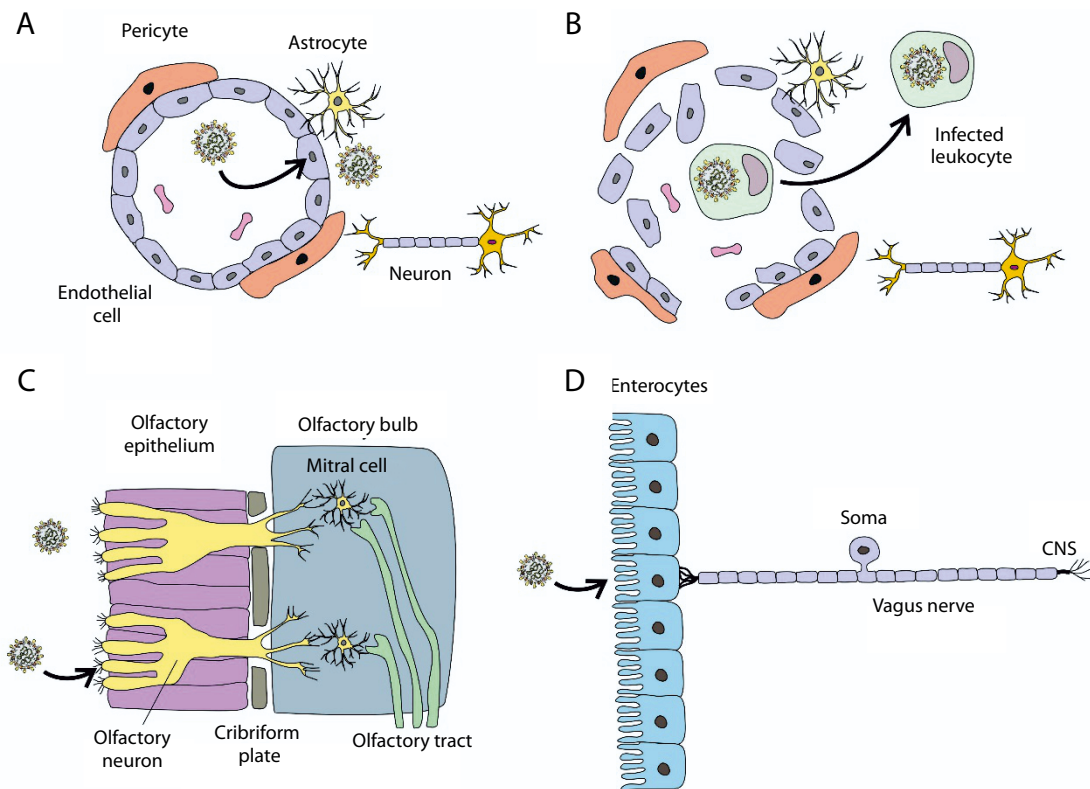 A
Pericyte
Astrocyte
Endothelial
cell
Neuron
B
Infected
leukocyte
C
Olfactory
epithelium
Olfactory bulb
Mitral cell
Olfactory
neuron
Cribriform
plate
Olfactory tract
D
Enterocytes
Soma
CNS
Vagus nerve